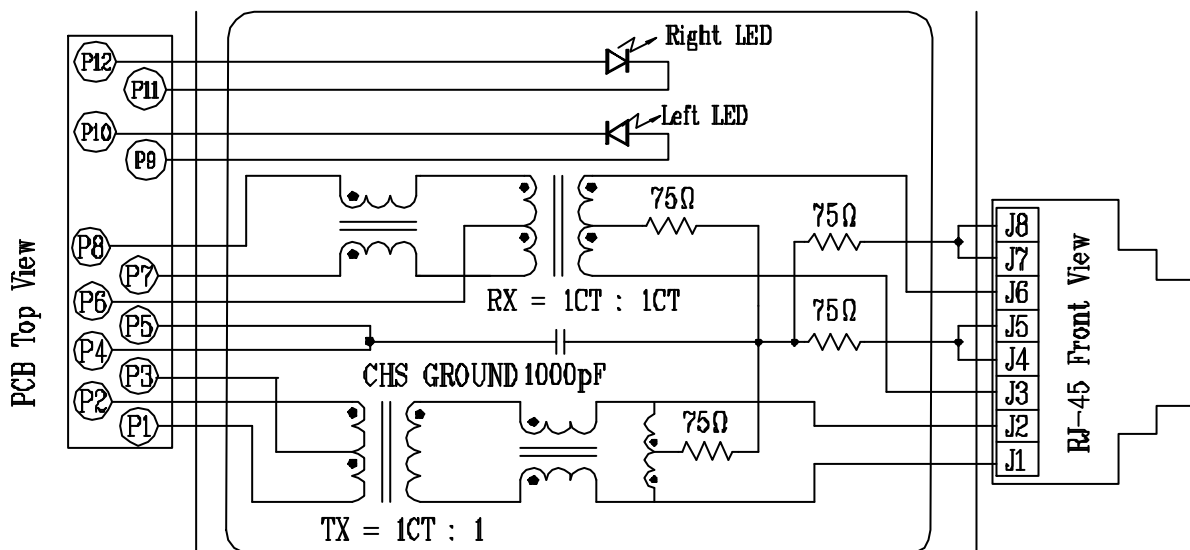 PCB Top View
P12
P11
P10
P9
P8
P7
P6
P5
P4
P3
P2
P1
Right LED
Left LED
75Ω
75Ω
RX = 1CT : 1CT
75Ω
CHS GROUND 1000pF
75Ω
TX = 1CT : 1
J8
J7
J6
J5
J4
J3
J2
J1
RJ-45 Front View